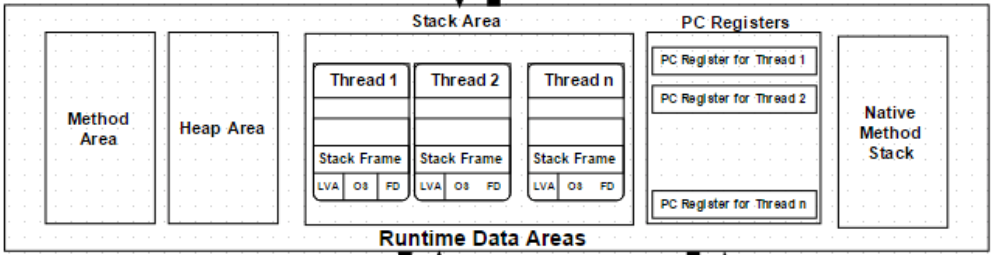 Stack Area
PC Registers
Method
Area
Heap Area
Thread 1
Stack Frame
LVA OS FD
Thread 2
Stack Frame
LVA OS FD
Thread n
Stack Frame
LVA OS FD
PC Register for Thread 1
PC Register for Thread 2
PC Register for Thread n
Native
Method
Stack
Runtime Data Areas